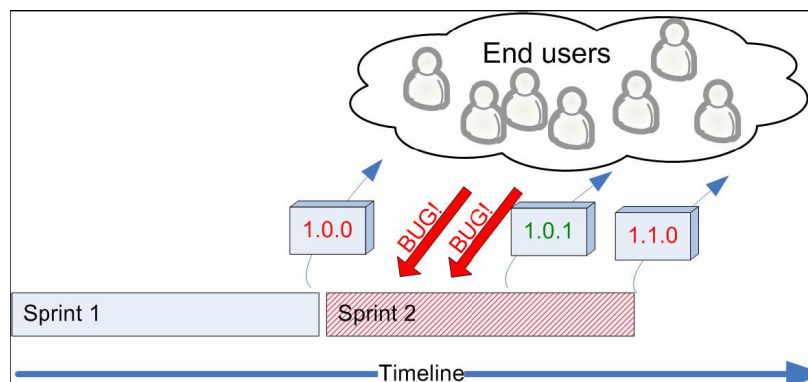 End users
1.0.0
BUG!
BUG!
1.0.1
1.1.0
Sprint 1
Sprint 2
Timeline